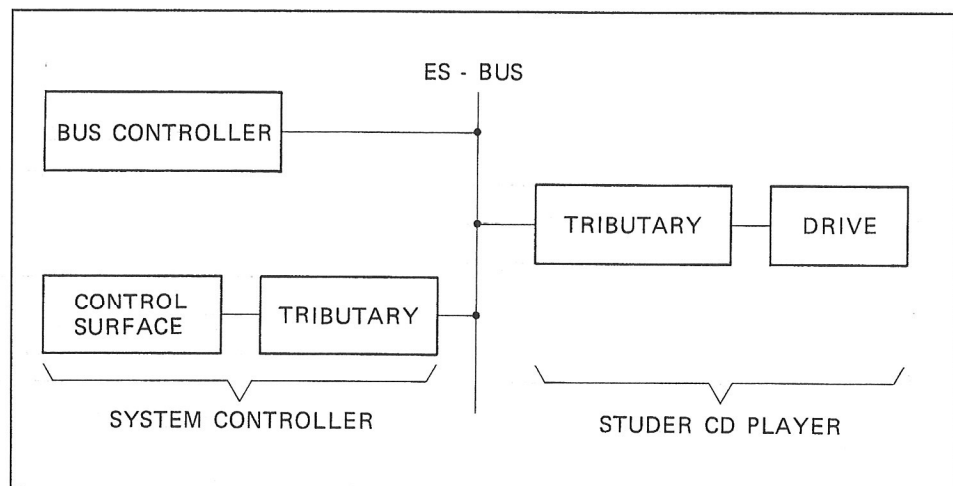 ES - BUS
BUS CONTROLLER
TRIBUTARY
DRIVE
CONTROL
SURFACE
TRIBUTARY
SYSTEM CONTROLLER
STUDER CD PLAYER